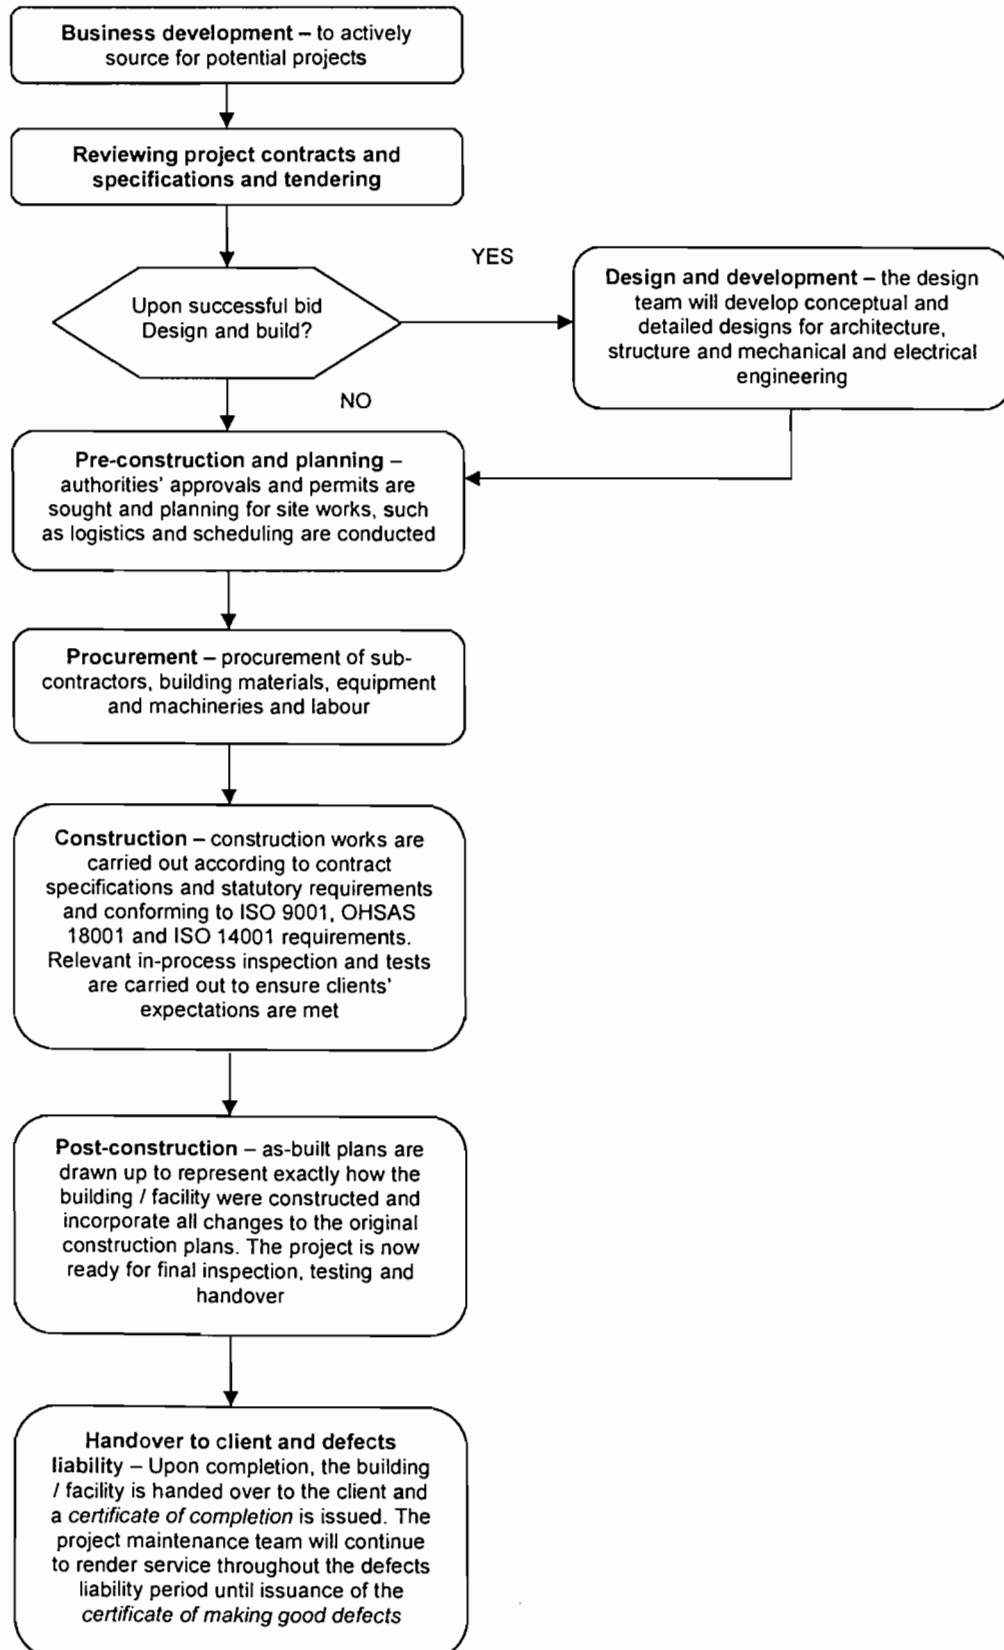 Business development – to actively
source for potential projects
Reviewing project contracts and
specifications and tendering
Upon successful bid
Design and build?
YES
Design and development – the design
team will develop conceptual and
detailed designs for architecture,
structure and mechanical and electrical
engineering
NO
Pre-construction and planning –
authorities' approvals and permits are
sought and planning for site works, such
as logistics and scheduling are conducted
Procurement – procurement of sub-
contractors, building materials, equipment
and machineries and labour
Construction – construction works are
carried out according to contract
specifications and statutory requirements
and conforming to ISO 9001, OHSAS
18001 and ISO 14001 requirements.
Relevant in-process inspection and tests
are carried out to ensure clients'
expectations are met
Post-construction – as-built plans are
drawn up to represent exactly how the
building / facility were constructed and
incorporate all changes to the original
construction plans. The project is now
ready for final inspection, testing and
handover
Handover to client and defects
liability – Upon completion, the building
/ facility is handed over to the client and
a certificate of completion is issued. The
project maintenance team will continue
to render service throughout the defects
liability period until issuance of the
certificate of making good defects